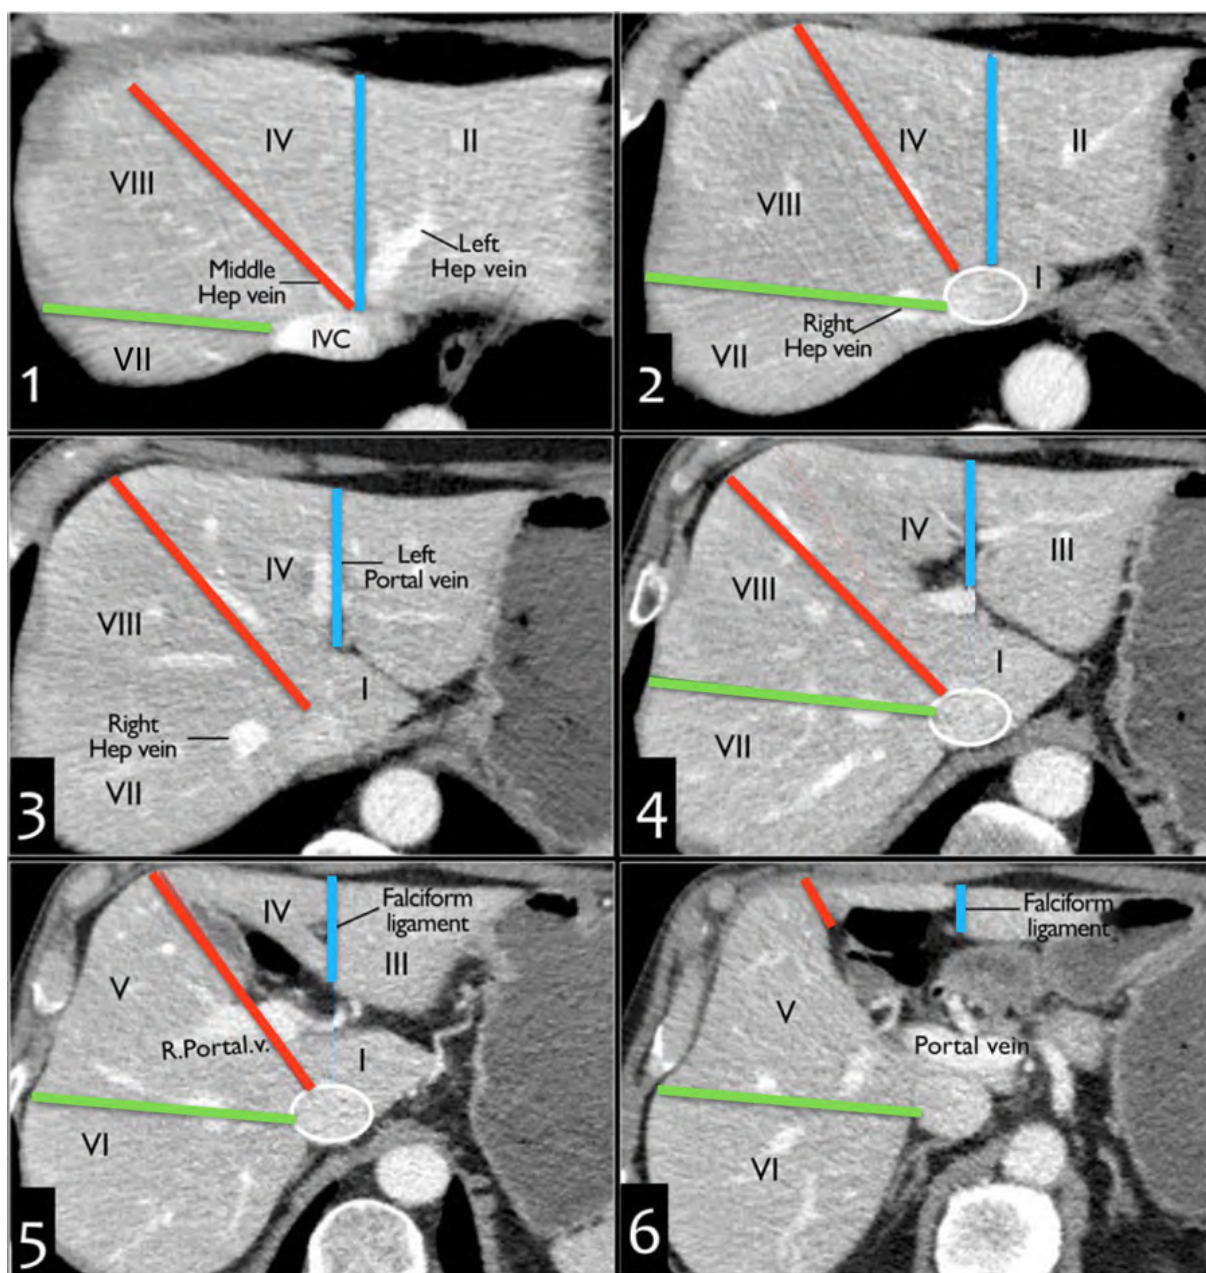 IV
II
VIII
Left
Hep vein
Middle
Hep vein
IVC
VII
1
IV
II
VIII
I
Right
Hep vein
VII
2
IV
Left
Portal vein
VIII
I
Right
Hep vein
VII
3
IV
III
VIII
I
VII
4
IV
Falciform
ligament
III
V
R.Portal.v.
I
VI
5
Falciform
ligament
V
Portal vein
VI
6